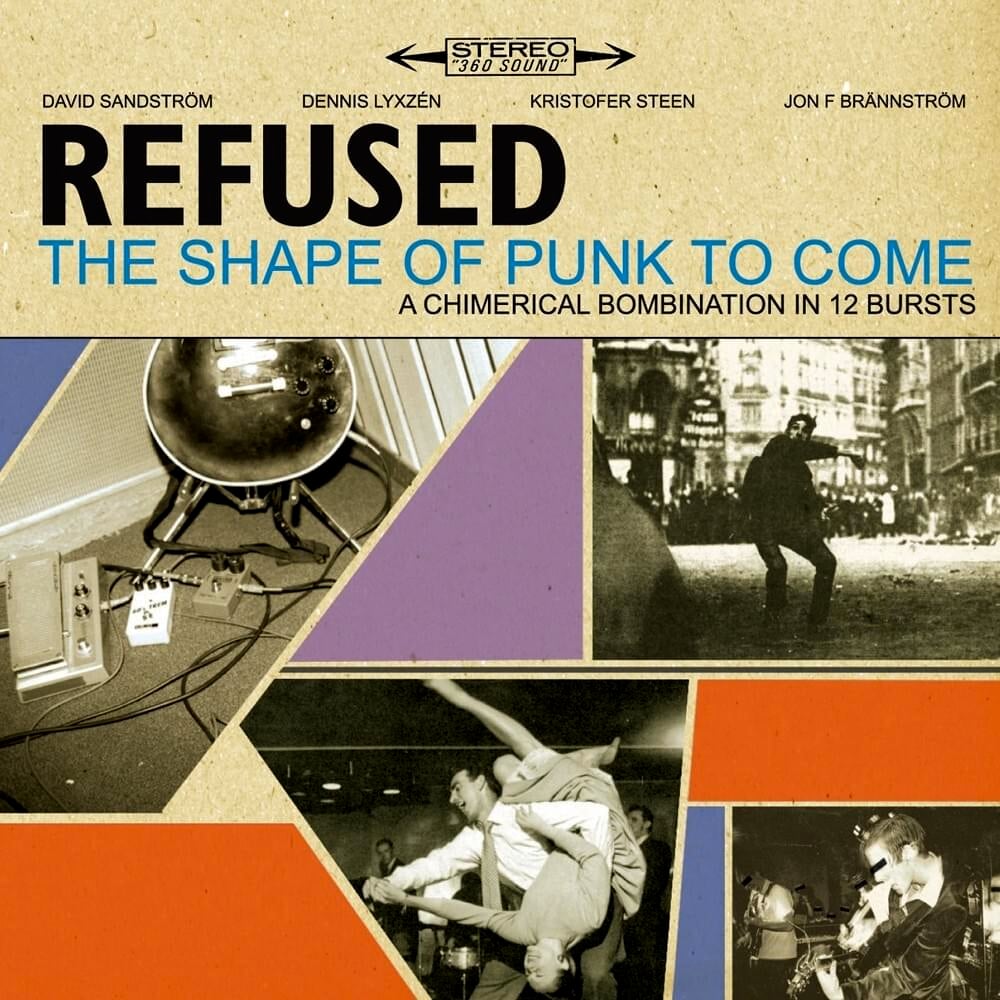 STEREO
"360 SOUND"
DAVID SANDSTRÖM DENNIS LYXZÉN KRISTOFER STEEN JON F BRÄNNSTRÖM
REFUSED
THE SHAPE OF PUNK TO COME
A CHIMERICAL BOMBINATION IN 12 BURSTS